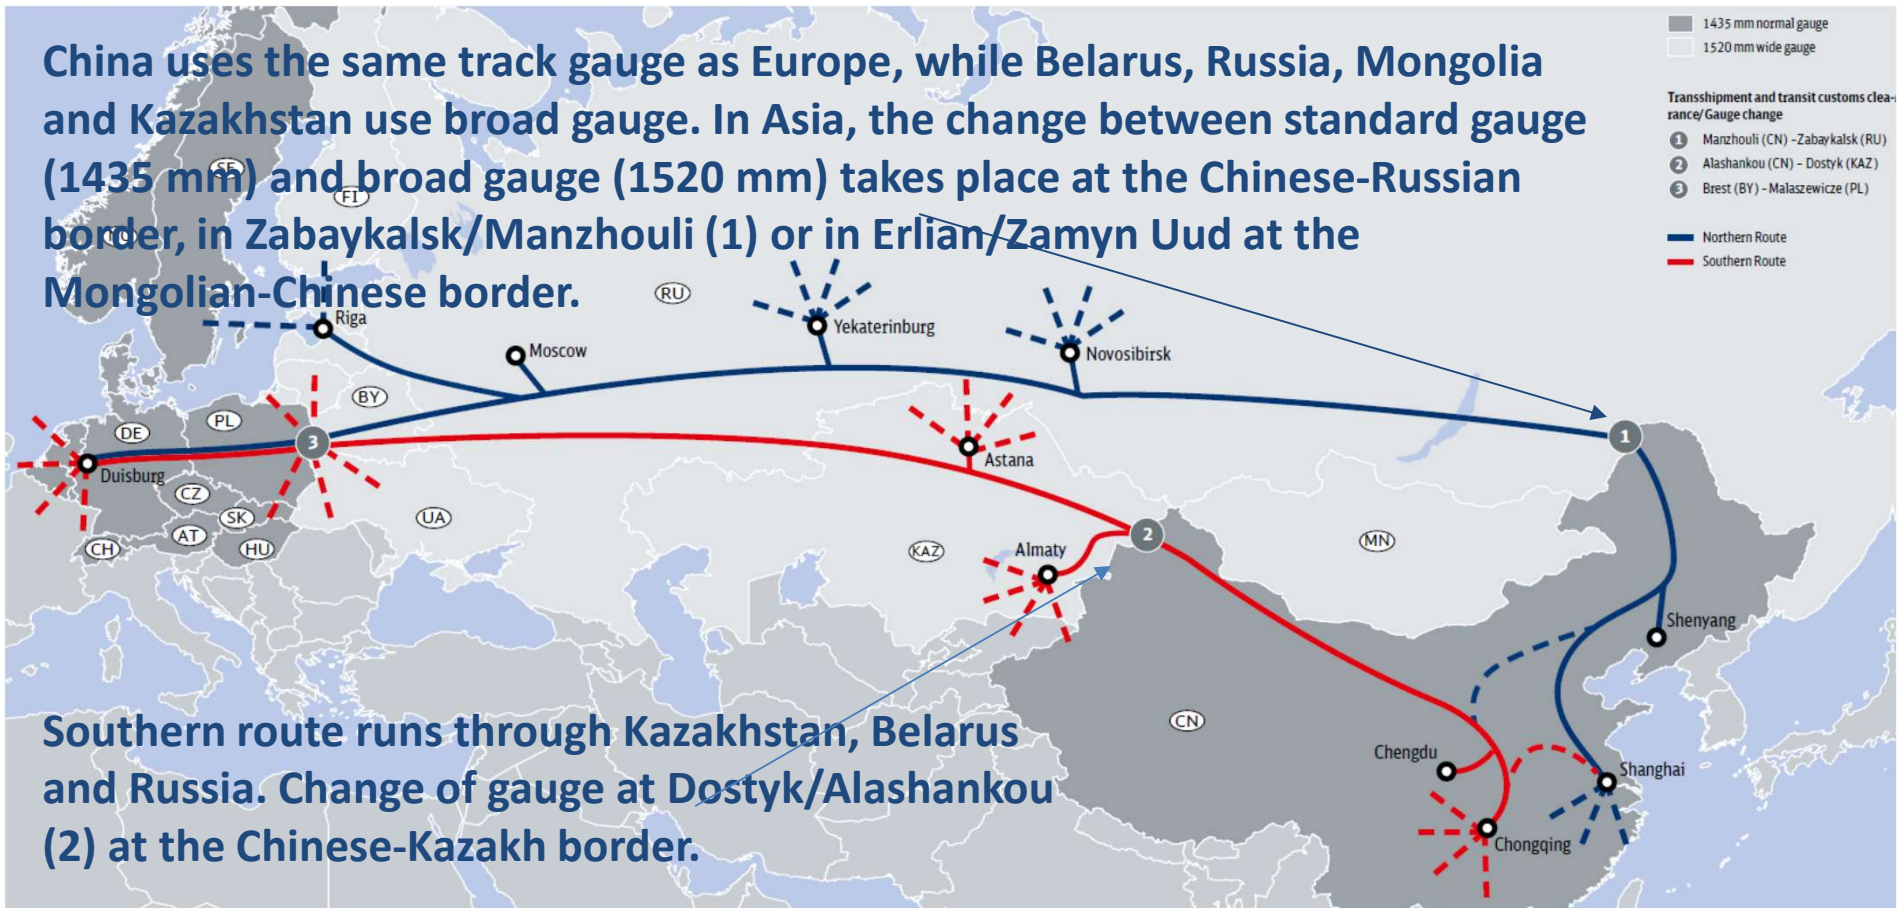 China uses the same track gauge as Europe, while Belarus, Russia, Mongolia
and Kazakhstan use broad gauge. In Asia, the change between standard gauge
(1435 mm) and broad gauge (1520 mm) takes place at the Chinese-Russian
border, in Zabaykalsk/Manzhouli (1) or in Erlian/Zamyn Uud at the
Mongolian-Chinese border.
1435 mm normal gauge
1520 mm wide gauge
Transshipment and transit customs clea-
rance/Gauge change
1 Manzhouli (CN) -Zabaykalsk (RU)
2 Alashankou (CN) - Dostyk (KAZ)
3 Brest (BY) - Malaszewicze (PL)
Northern Route
Southern Route
SE
FI
NO
RU
Riga
Yekaterinburg
Moscow
Novosibirsk
BY
PL
DE
3
1
Duisburg
Astana
CZ
SK
UA
AT
CH
HU
2
MN
KAZ
Almaty
Shenyang
CN
Chengdu
Shanghai
Chongqing
Southern route runs through Kazakhstan, Belarus
and Russia. Change of gauge at Dostyk/Alashankou
(2) at the Chinese-Kazakh border.